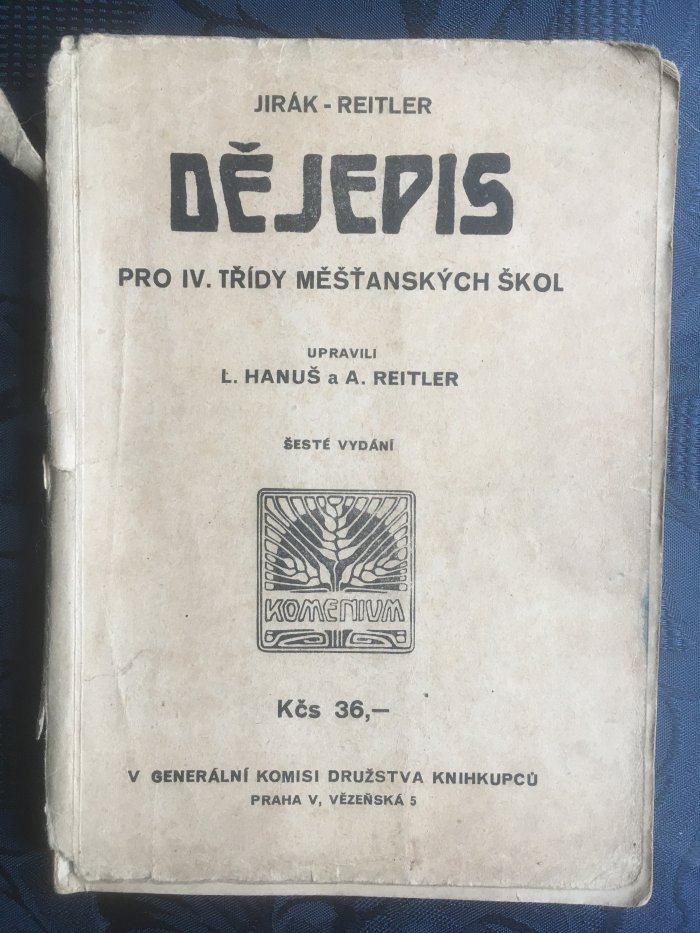 JIRÁK - REITLER
DĚJEPIS
PRO IV. TŘÍDY MĚŠŤANSKÝCH ŠKOL
UPRAVILI
L. HANUŠ a A. REITLER
ŠESTÉ VYDÁNÍ
KOMENIUM
Kčs 36,—
V GENERÁLNÍ KOMISI DRUŽSTVA KNIHKUPCŮ
PRAHA V, VĚZEŇSKÁ 5